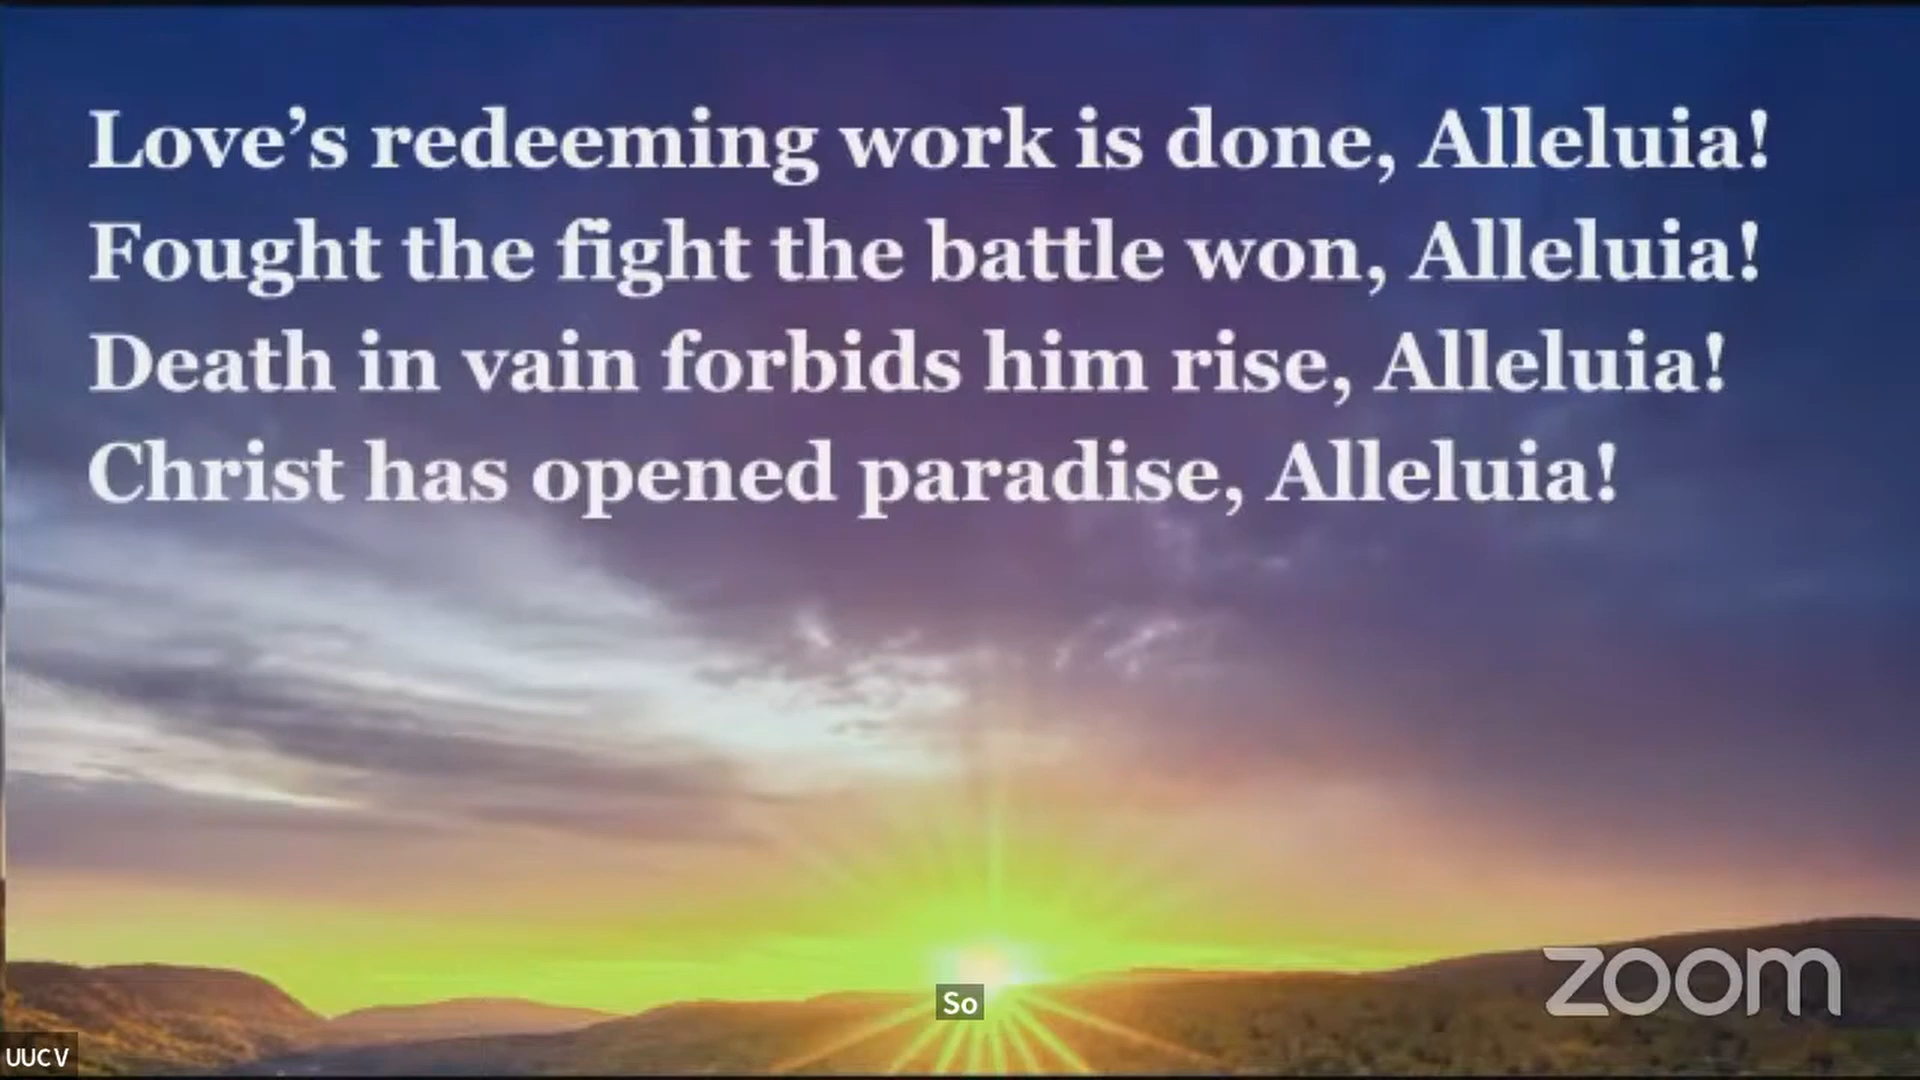 Love’s redeeming work is done, Alleluia!
Fought the fight the battle won, Alleluia!
Death in vain forbids him rise, Alleluia!
Christ has opened paradise, Alleluia!
zoom
So
UUCV